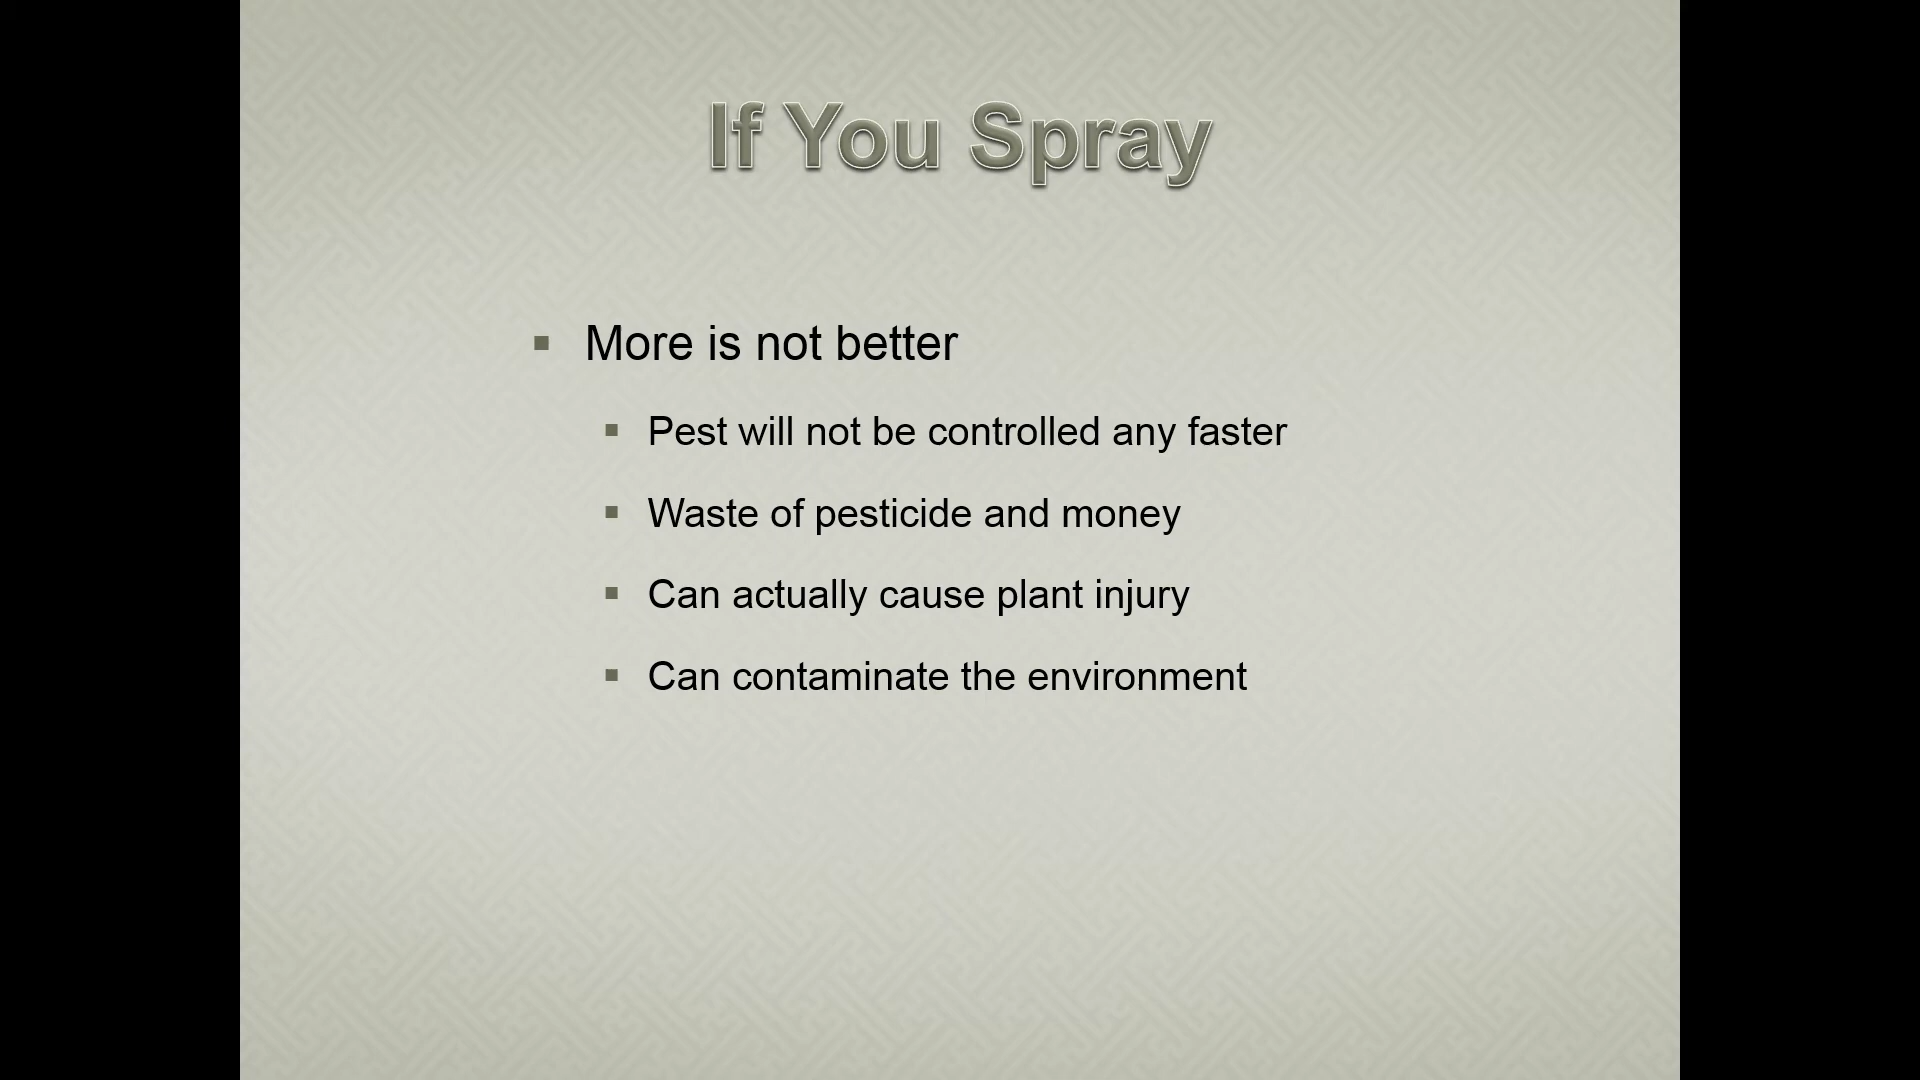 If You Spray
More is not better
Pest will not be controlled any faster
Waste of pesticide and money
Can actually cause plant injury
Can contaminate the environment